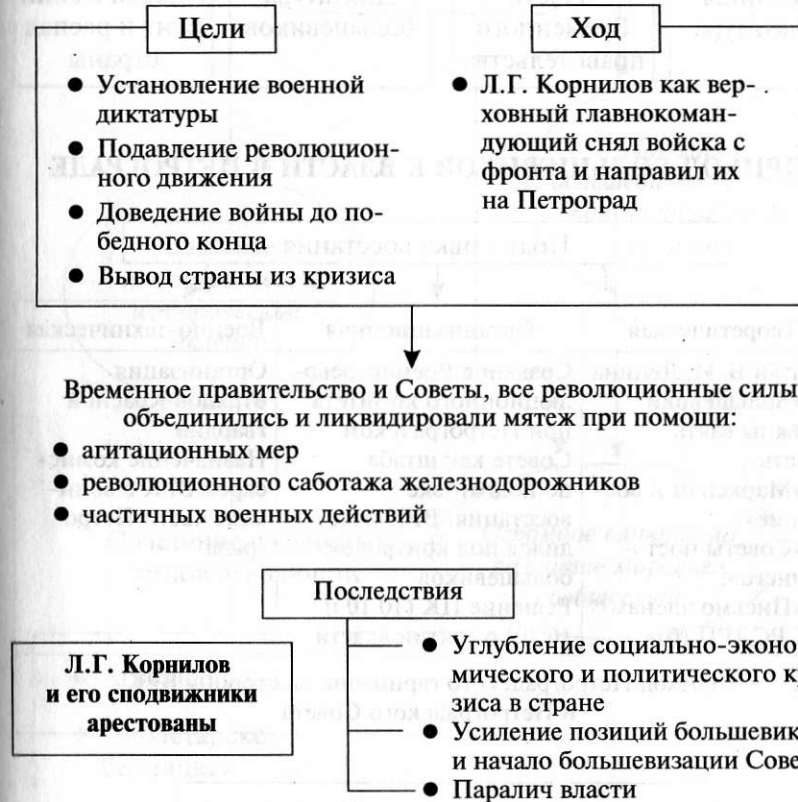 Цели
Ход
● Установление военной
диктатуры
● Подавление революцион-
ного движения
● Доведение войны до по-
бедного конца
● Вывод страны из кризиса
● Л.Г. Корнилов как вер-
ховный главнокоман-
дующий снял войска с
фронта и направил их
на Петроград
Временное правительство и Советы, все революционные силы
объединились и ликвидировали мятеж при помощи:
● агитационных мер
● революционного саботажа железнодорожников
● частичных военных действий
Последствия
Л.Г. Корнилов
и его сподвижники
арестованы
● Углубление социально-эконо
мического и политического к
зиса в стране
● Усиление позиций большевик
и начало большевизации Сове
● Паралич власти